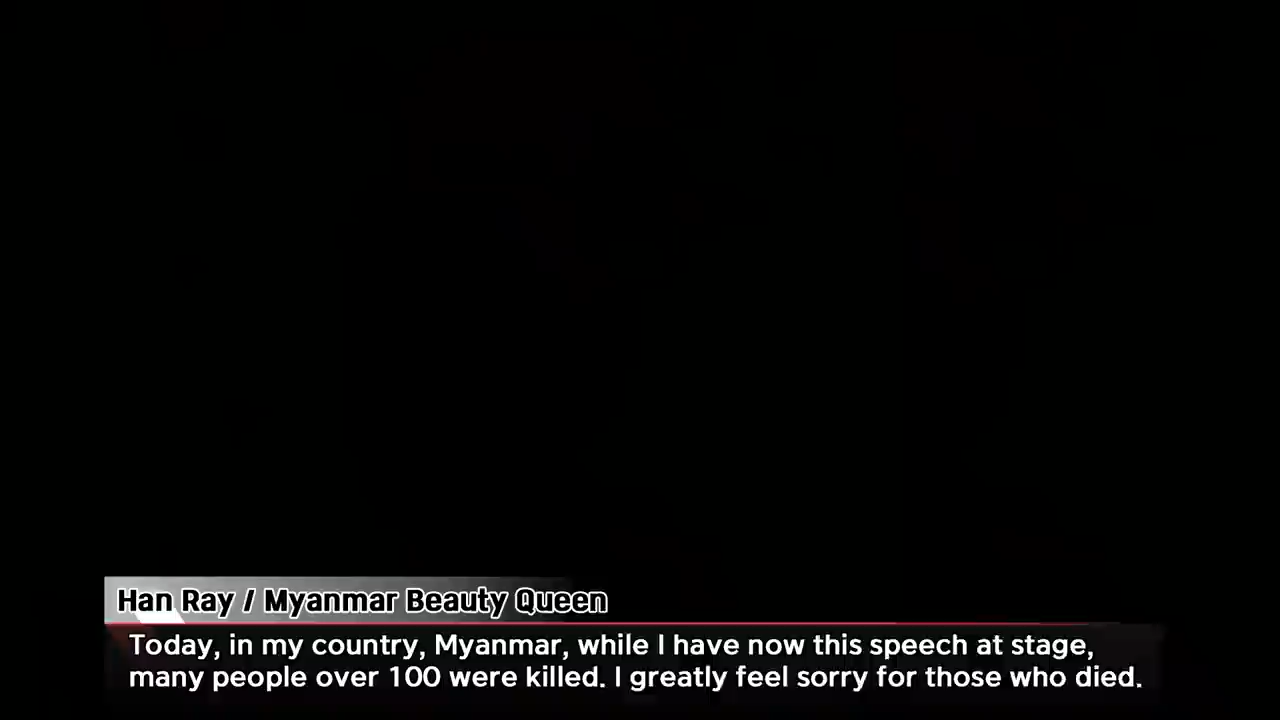 Han Ray / Myanmar Beauty Queen
Today, in my country, Myanmar, while I have now this speech at stage,
many people over 100 were killed. I greatly feel sorry for those who died.